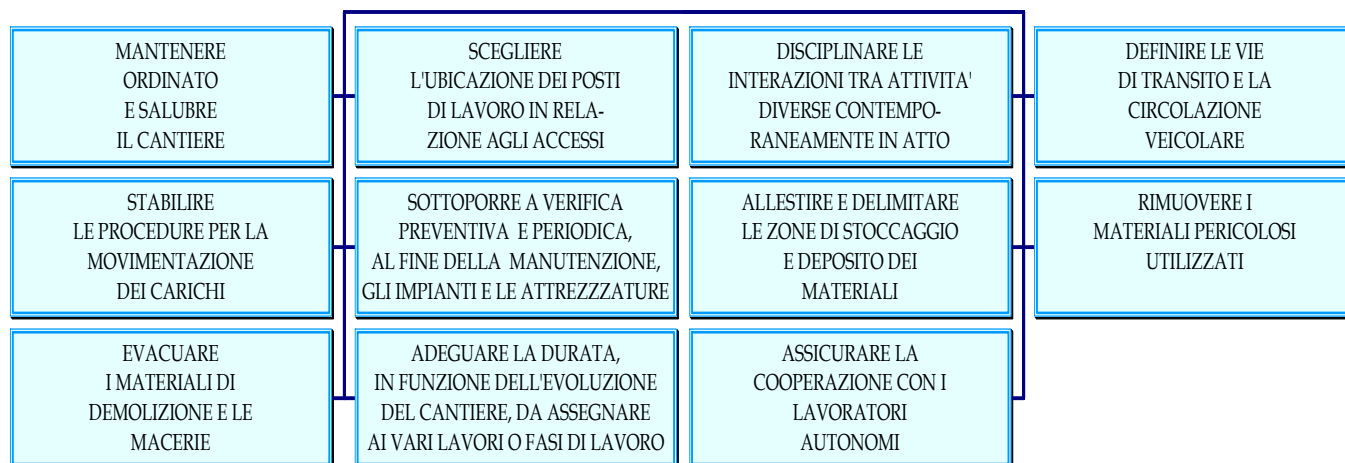 MANTENERE
ORDINATO
E SALUBRE
IL CANTIERE
SCEGLIERE
L'UBICAZIONE DEI POSTI
DI LAVORO IN RELA-
ZIONE AGLI ACCESSI
DISCIPLINARE LE
INTERAZIONI TRA ATTIVITA'
DIVERSE CONTEMPO-
RANEAMENTE IN ATTO
DEFINIRE LE VIE
DI TRANSITO E LA
CIRCOLAZIONE
VEICOLARE
STABILIRE
LE PROCEDURE PER LA
MOVIMENTAZIONE
DEI CARICHI
SOTTOPORRE A VERIFICA
PREVENTIVA E PERIODICA,
AL FINE DELLA MANUTENZIONE,
GLI IMPIANTI E LE ATTREZZZATURE
ALLESTIRE E DELIMITARE
LE ZONE DI STOCCAGGIO
E DEPOSITO DEI
MATERIALI
RIMUOVERE I
MATERIALI PERICOLOSI
UTILIZZATI
EVACUARE
I MATERIALI DI
DEMOLIZIONE E LE
MACERIE
ADEGUARE LA DURATA,
IN FUNZIONE DELL'EVOLUZIONE
DEL CANTIERE, DA ASSEGNARE
AI VARI LAVORI O FASI DI LAVORO
ASSICURARE LA
COOPERAZIONE CON I
LAVORATORI
AUTONOMI